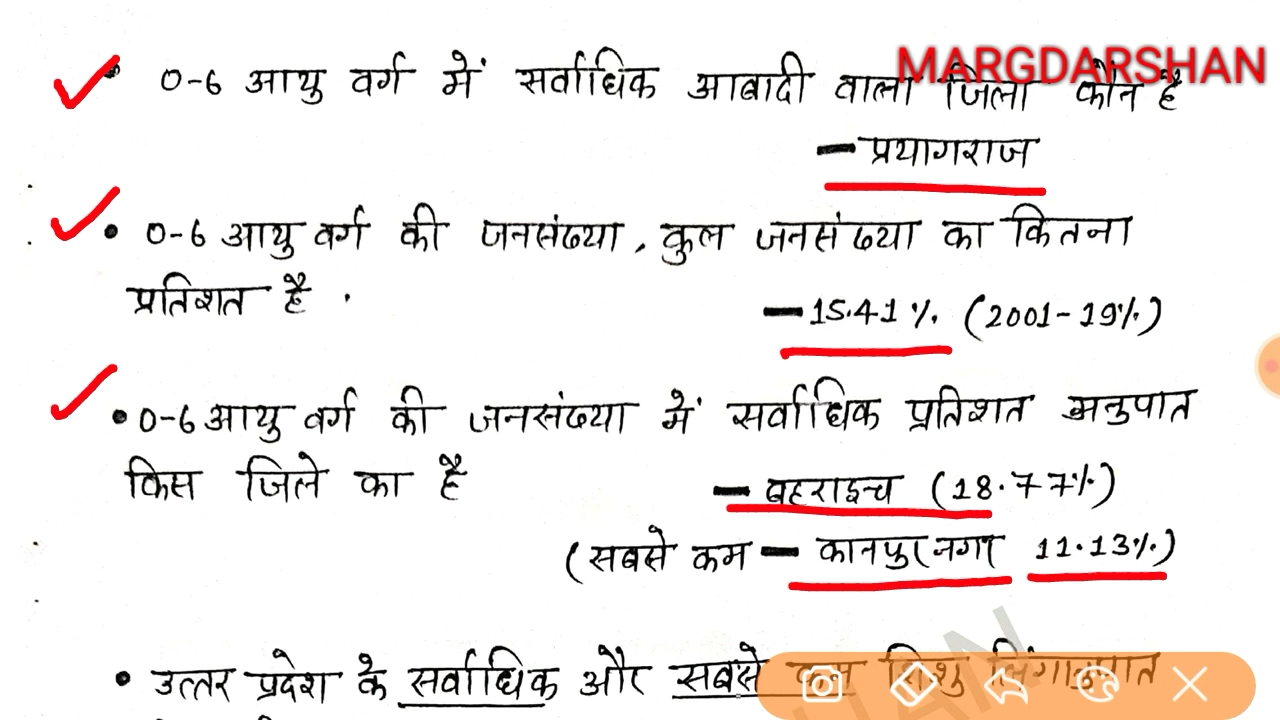 MARGDARSHAN
0-6 आयु वर्ग में सर्वाधिक आबादी वाला जिला कौन है
- प्रयागराज
• 0-6 आयु वर्ग की जनसंख्या, कुल जनसंख्या का कितना
प्रतिशत है .
- 15.41 % (2001 - 19%)
• 0-6 आयु वर्ग की जनसंख्या में सर्वाधिक प्रतिशत अनुपात
किस जिले का है
- बहराइच (18.77%)
(सबसे कम - कानपुर नगर 11.13%)
• उत्तर प्रदेश के सर्वाधिक और सबसे कम शिशु लिंगानुपात